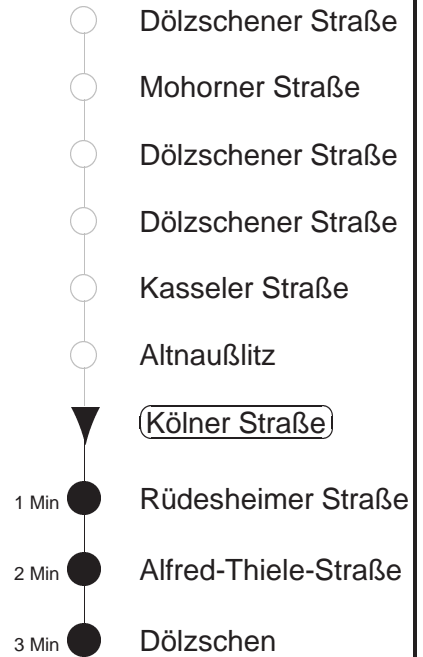 Dölzschener Straße
Mohorner Straße
Dölzschener Straße
Dölzschener Straße
Kasseler Straße
Altnaußlitz
Kölner Straße
1 Min Rüdesheimer Straße
2 Min Alfred-Thiele-Straße
3 Min Dölzschen